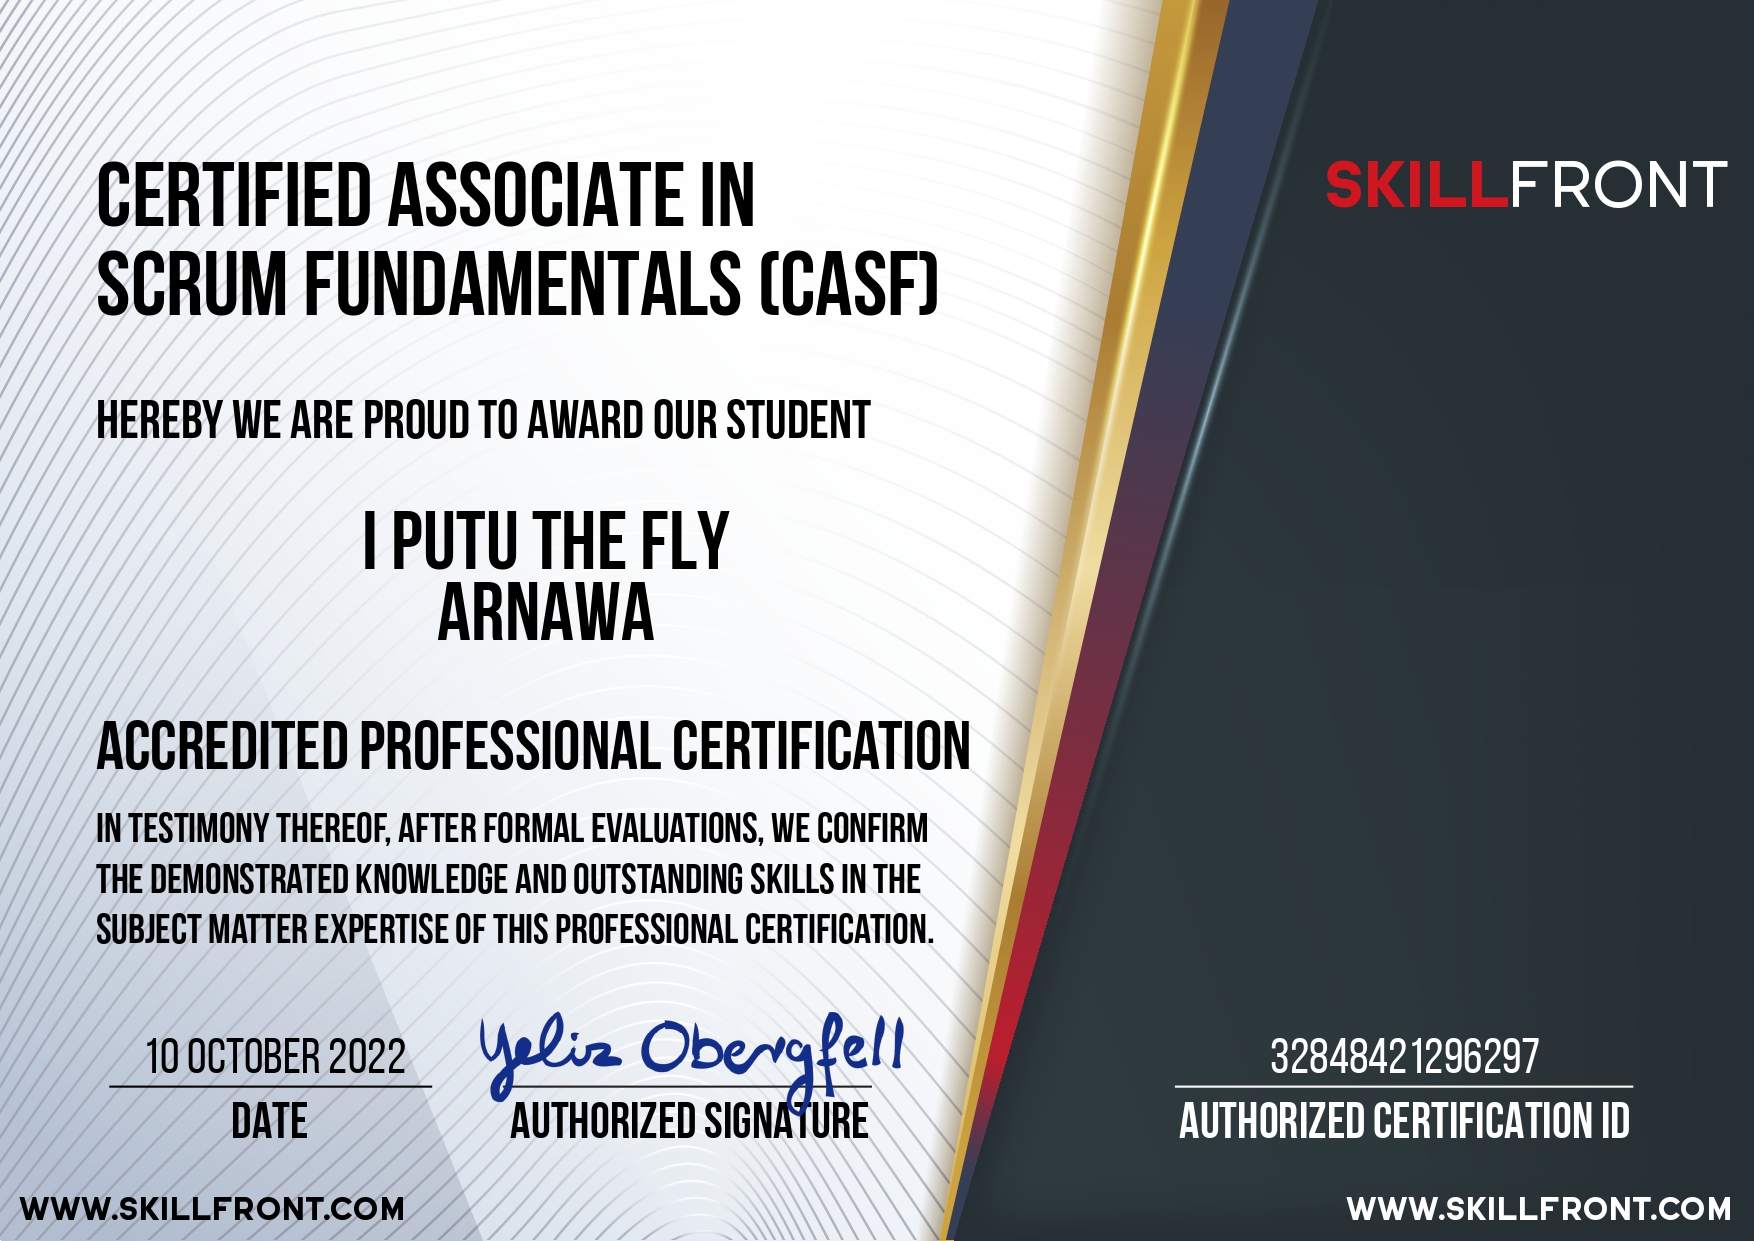 SKILLFRONT
CERTIFIED ASSOCIATE IN
SCRUM FUNDAMENTALS (CASF)
HEREBY WE ARE PROUD TO AWARD OUR STUDENT
I PUTU THE FLY
ARNAWA
ACCREDITED PROFESSIONAL CERTIFICATION
IN TESTIMONY THEREOF, AFTER FORMAL EVALUATIONS, WE CONFIRM
THE DEMONSTRATED KNOWLEDGE AND OUTSTANDING SKILLS IN THE
SUBJECT MATTER EXPERTISE OF THIS PROFESSIONAL CERTIFICATION.
10 OCTOBER 2022
DATE
Yeliz Obergfell
AUTHORIZED SIGNATURE
32848421296297
AUTHORIZED CERTIFICATION ID
WWW.SKILLFRONT.COM
WWW.SKILLFRONT.COM